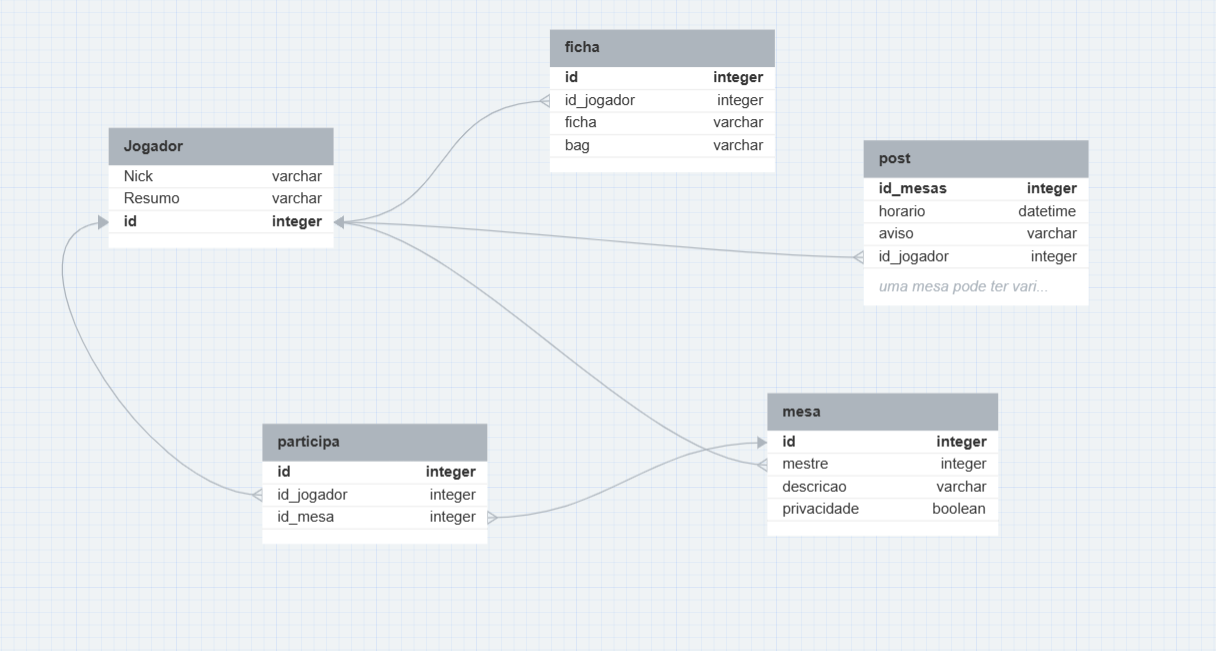 ficha
id integer
id_jogador integer
ficha varchar
bag varchar
Jogador
Nick varchar
Resumo varchar
id integer
post
id_mesas integer
horario datetime
aviso varchar
id_jogador integer
uma mesa pode ter vari...
participa
id integer
id_jogador integer
id_mesa integer
mesa
id integer
mestre integer
descricao varchar
privacidade boolean